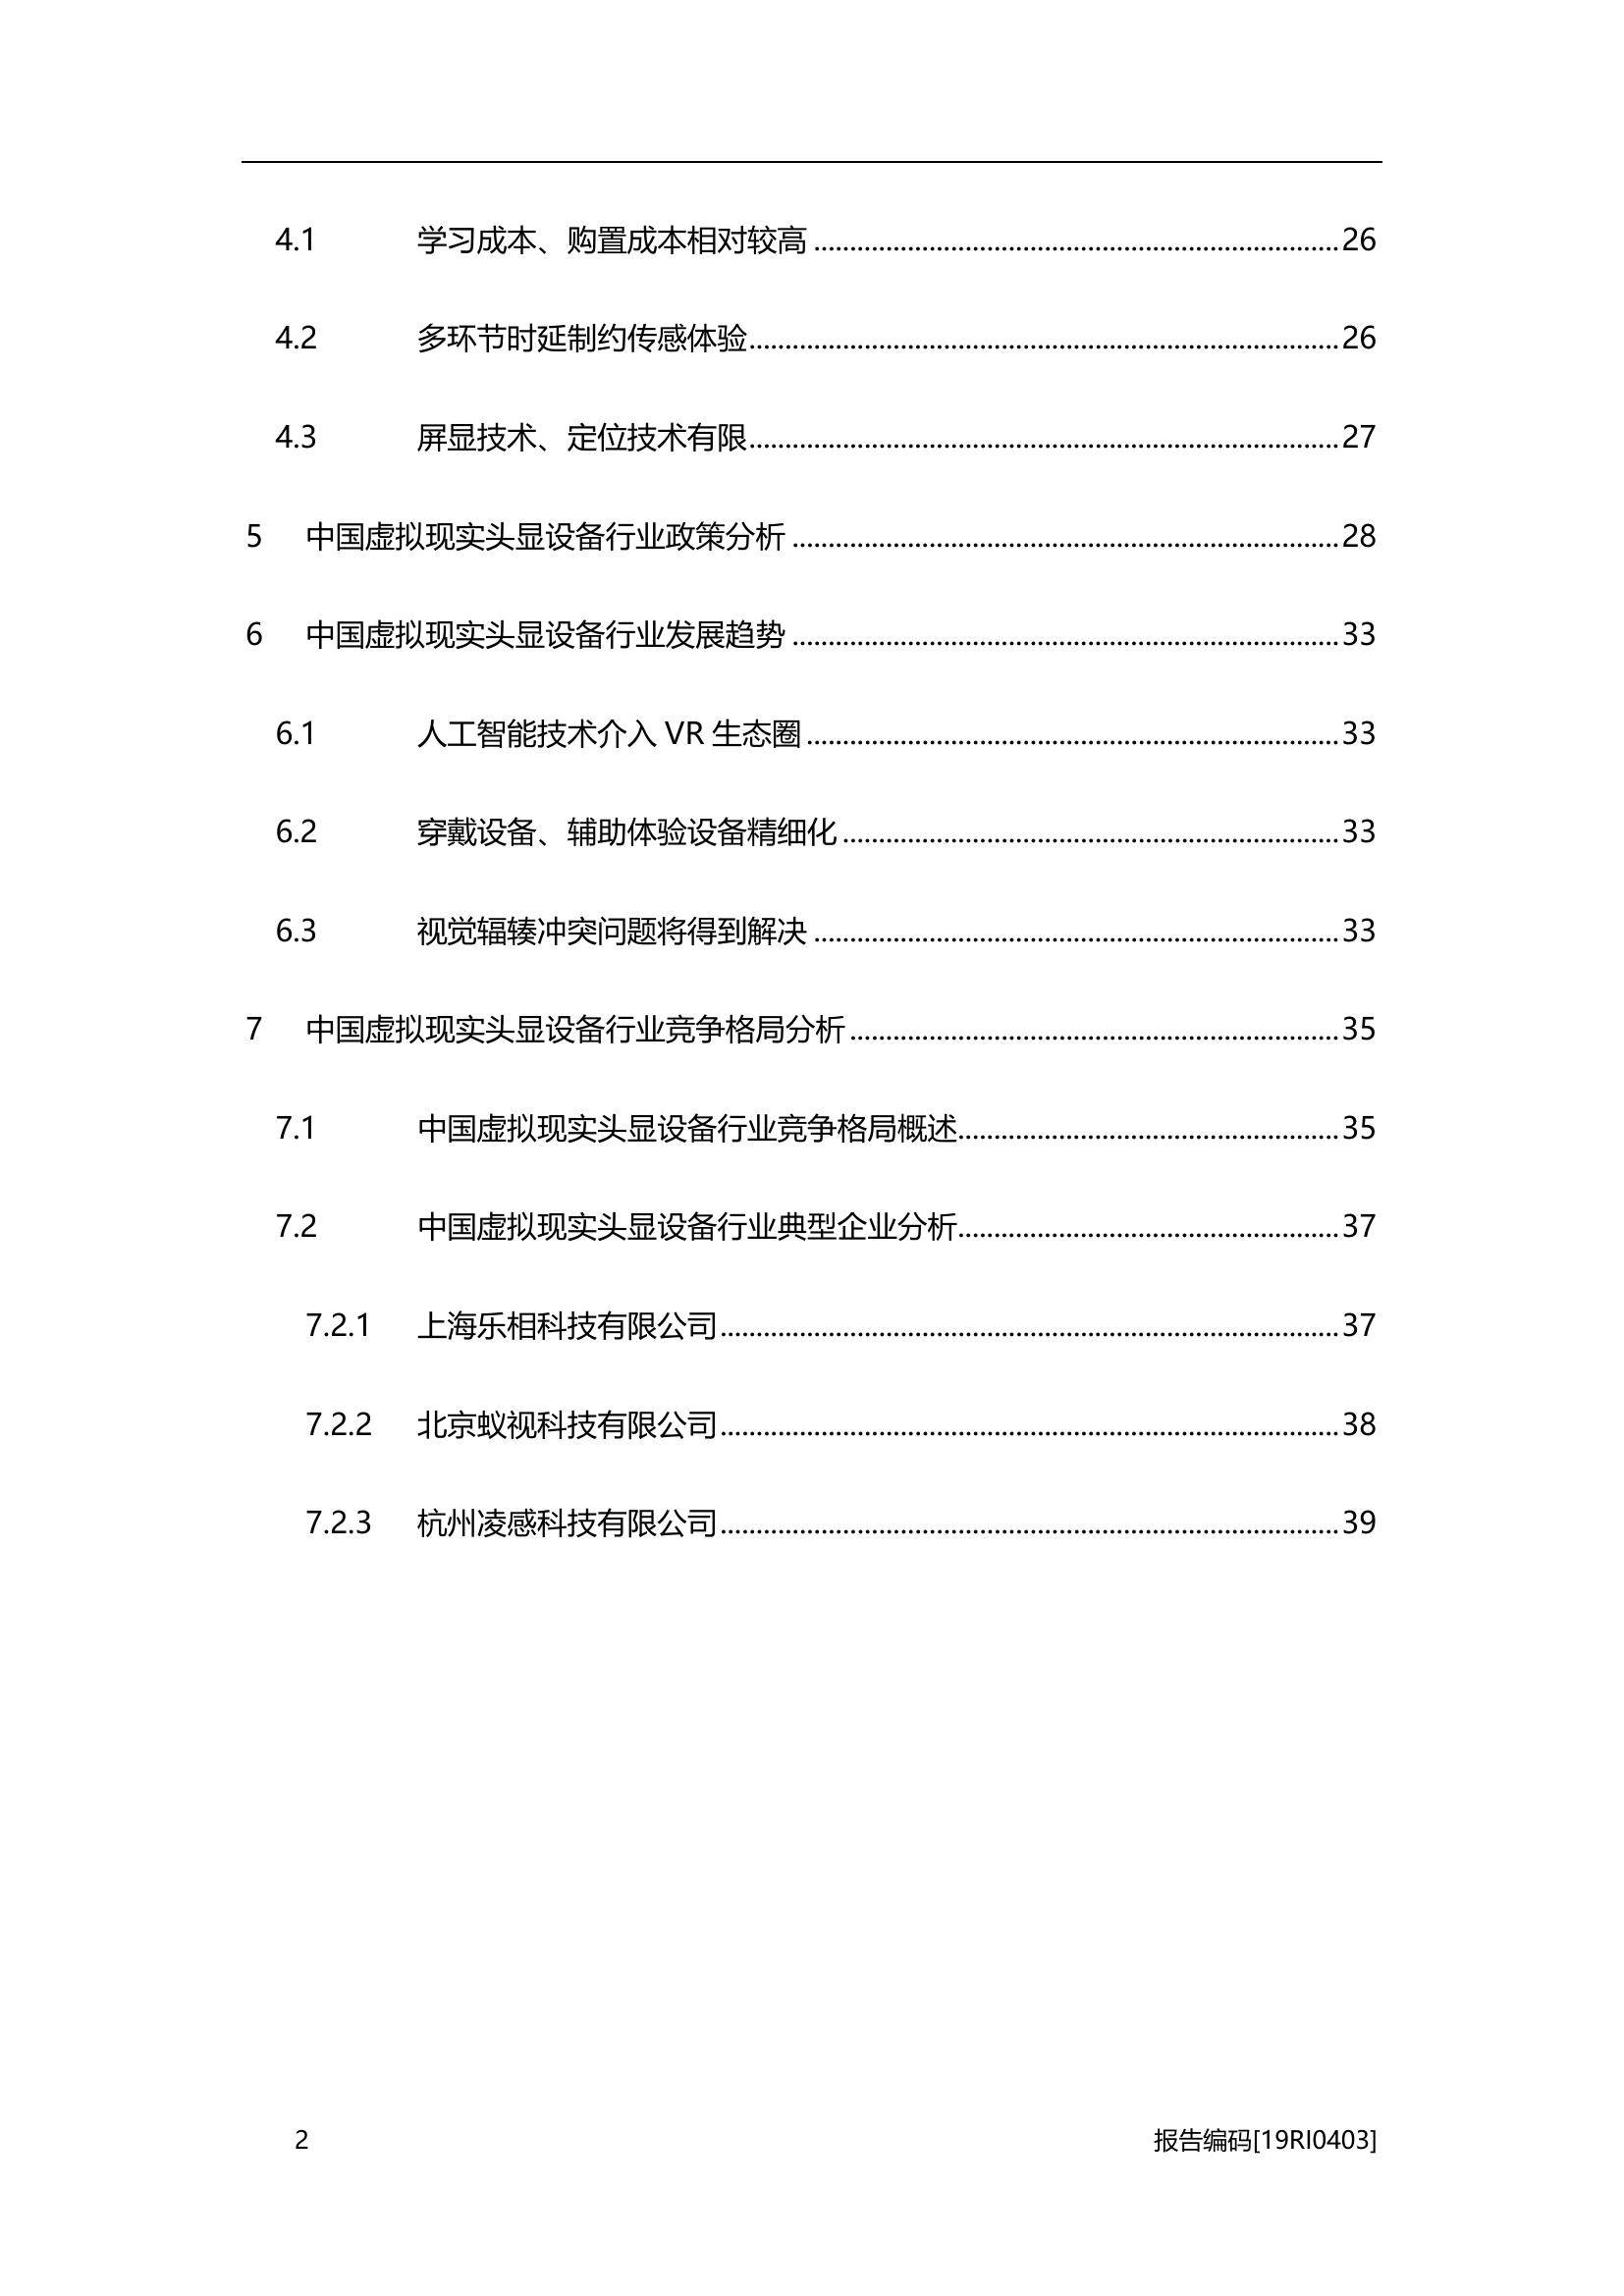 4.1 学习成本、购置成本相对较高 26
4.2 多环节时延制约传感体验 26
4.3 屏显技术、定位技术有限 27
5 中国虚拟现实头显设备行业政策分析 28
6 中国虚拟现实头显设备行业发展趋势 33
6.1 人工智能技术介入 VR 生态圈 33
6.2 穿戴设备、辅助体验设备精细化 33
6.3 视觉辐辏冲突问题将得到解决 33
7 中国虚拟现实头显设备行业竞争格局分析 35
7.1 中国虚拟现实头显设备行业竞争格局概述 35
7.2 中国虚拟现实头显设备行业典型企业分析 37
7.2.1 上海乐相科技有限公司 37
7.2.2 北京蚁视科技有限公司 38
7.2.3 杭州凌感科技有限公司 39
2 报告编码[19RI0403]